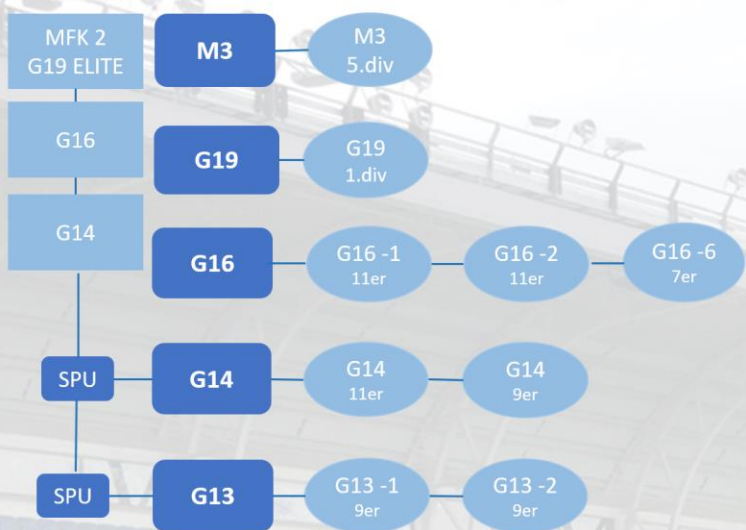 MFK 2
G19 ELITE
M3
M3
5.div
G16
G19
G19
1.div
G14
G16
G16 -1
11er
G16 -2
11er
G16 -6
7er
SPU
G14
G14
11er
G14
9er
SPU
G13
G13 -1
9er
G13 -2
9er